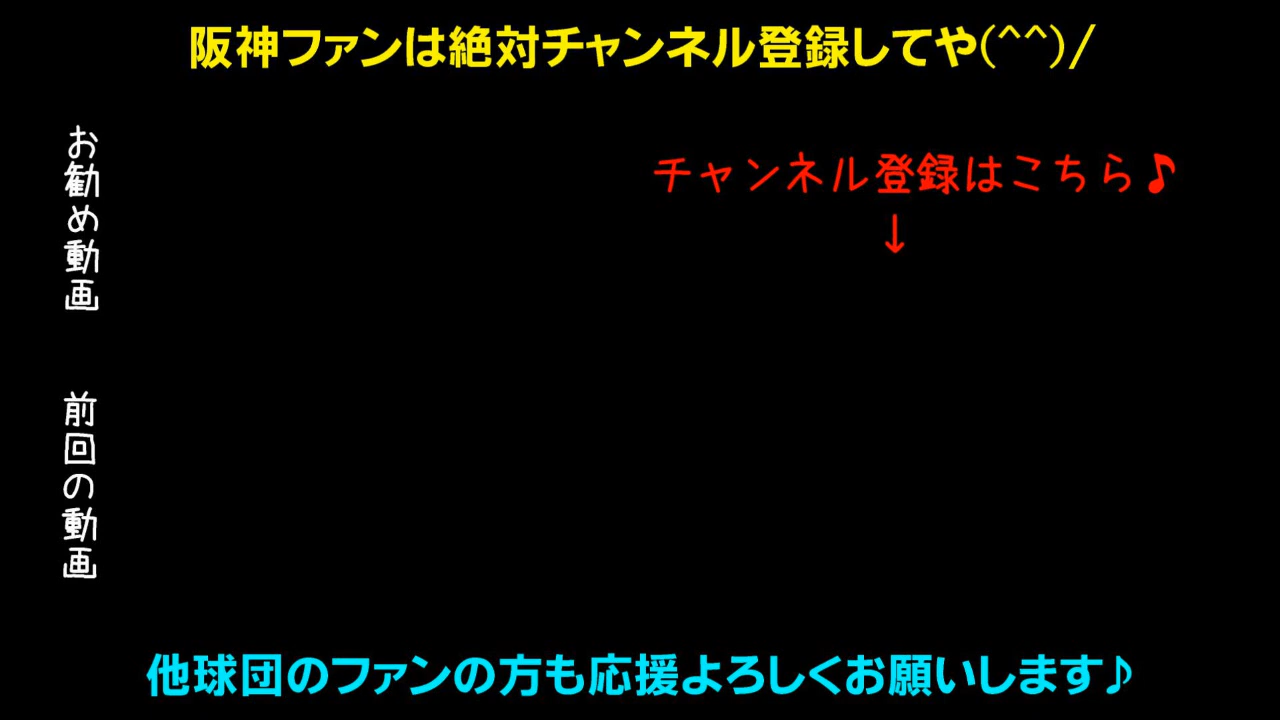 阪神ファンは絶対チャンネル登録してや(^^)/
お勧め動画
チャンネル登録はこちら♪
↓
前回の動画
他球団のファンの方も応援よろしくお願いします♪